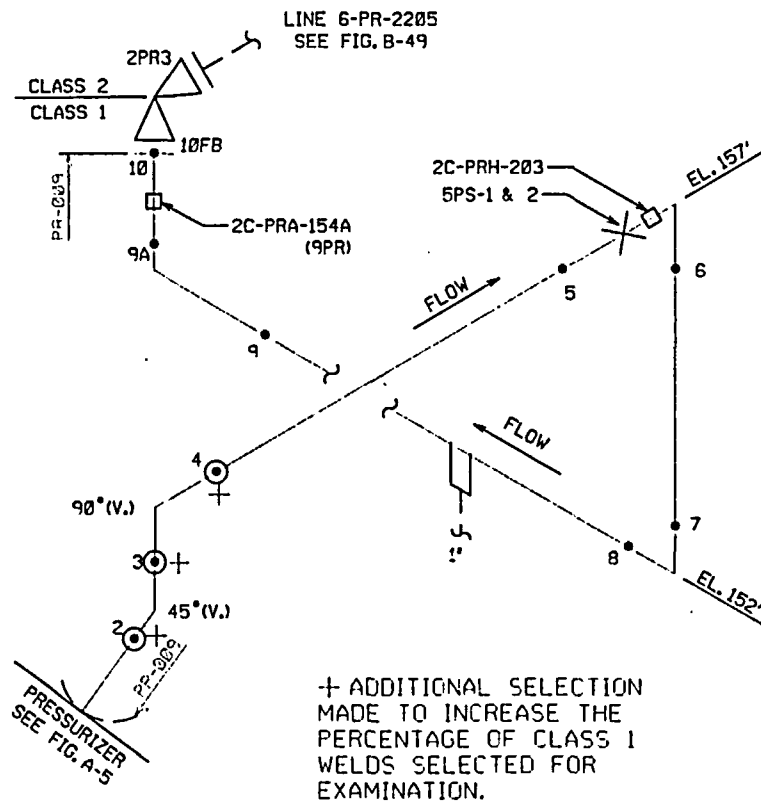 LINE 6-PR-2205
SEE FIG. B-49
2PR3
CLASS 2
CLASS 1
10FB
10
PR-009
2C-PRA-154A
(9PR)
9A
9
2C-PRH-203
5PS-1 & 2
EL. 157'
FLOW
5
6
4
FLOW
90°(V.)
3
1"
7
8
45°(V.)
EL. 152'
2
PR-009
PRESSURIZER
SEE FIG. A-5
+ ADDITIONAL SELECTION
MADE TO INCREASE THE
PERCENTAGE OF CLASS 1
WELDS SELECTED FOR
EXAMINATION.